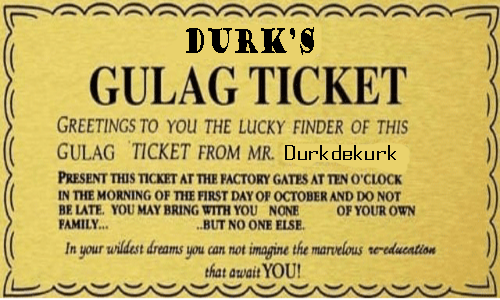 DURK'S
GULAG TICKET
GREETINGS TO YOU THE LUCKY FINDER OF THIS
GULAG TICKET FROM MR. Durkdekurk
PRESENT THIS TICKET AT THE FACTORY GATES AT TEN O'CLOCK
IN THE MORNING OF THE FIRST DAY OF OCTOBER AND DO NOT
BE LATE. YOU MAY BRING WITH YOU NONE OF YOUR OWN
FAMILY... ..BUT NO ONE ELSE.
In your wildest dreams you can not imagine the marvelous re-education
that await YOU!